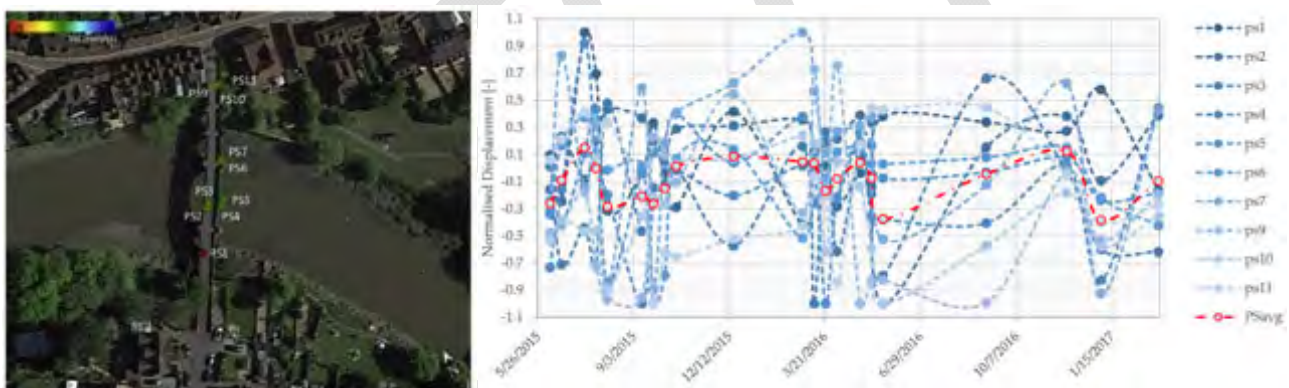 PS11
PS9
PS10
PS7
PS6
PS5
PS3
PS2
PS4
PS1
Normalised Displacement [-]
1.1
0.9
0.7
0.5
0.3
0.1
-0.1
-0.3
-0.5
-0.7
-0.9
-1.1
5/26/2015
9/3/2015
12/12/2015
3/21/2016
6/29/2016
10/7/2016
1/15/2017
ps1
ps2
ps3
ps4
ps5
ps6
ps7
ps9
ps10
ps11
PSavg